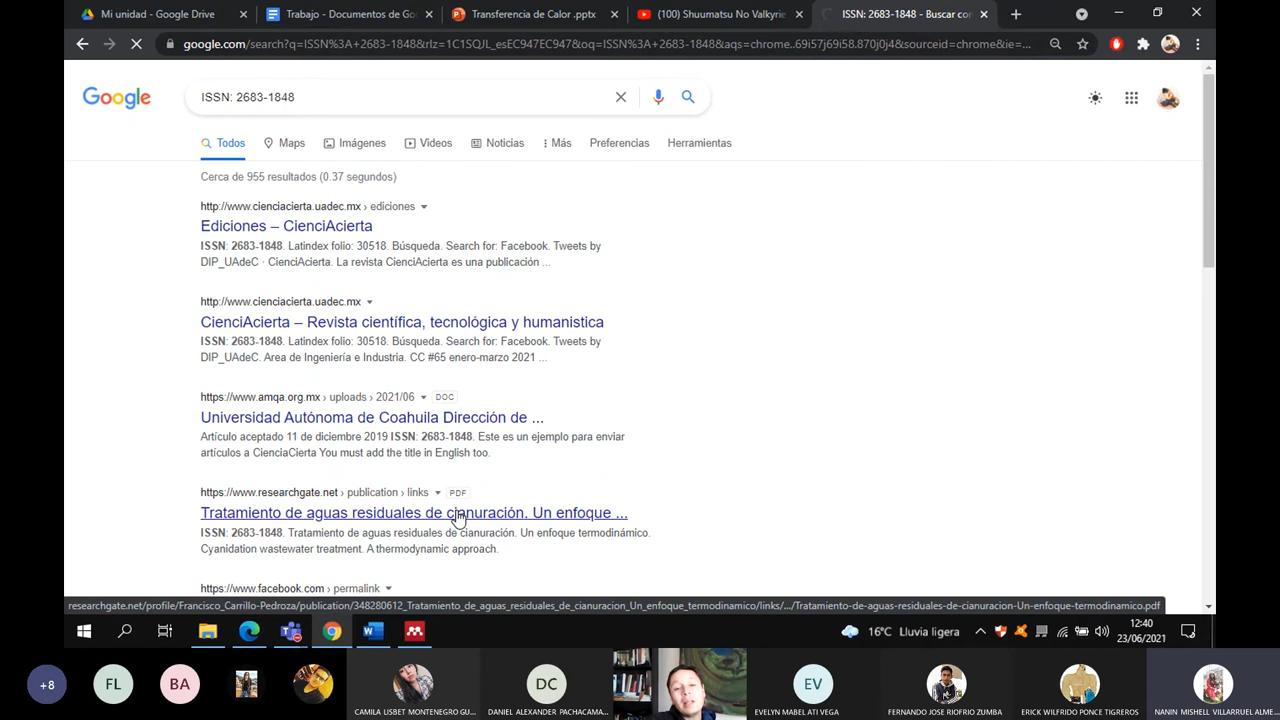 Mi unidad - Google Drive
Trabajo - Documentos de Go
Transferencia de Calor .pptx
(100) Shuumatsu No Valkyrie
ISSN: 2683-1848 - Buscar con
google.com/search?q=ISSN%3A+2683-1848&rlz=1C1SQJL_esEC947EC947&oq=ISSN%3A+2683-1848&aqs=chrome..69i57j69i58.870j0j4&sourceid=chrome&ie=...
Google
ISSN: 2683-1848
Todos
Maps
Imágenes
Videos
Noticias
Más
Preferencias
Herramientas
Cerca de 955 resultados (0.37 segundos)
http://www.cienciacierta.uadec.mx › ediciones
Ediciones – CienciAcierta
ISSN: 2683-1848. Latindex folio: 30518. Búsqueda. Search for: Facebook. Tweets by
DIP_UAdeC · CienciAcierta. La revista CienciAcierta es una publicación ...
http://www.cienciacierta.uadec.mx
CienciAcierta – Revista científica, tecnológica y humanistica
ISSN: 2683-1848. Latindex folio: 30518. Búsqueda. Search for: Facebook. Tweets by
DIP_UAdeC. Area de Ingeniería e Industria. CC #65 enero-marzo 2021 ...
https://www.amqa.org.mx › uploads › 2021/06
DOC
Universidad Autónoma de Coahuila Dirección de ...
Artículo aceptado 11 de diciembre 2019 ISSN: 2683-1848. Este es un ejemplo para enviar
artículos a CienciaCierta You must add the title in English too.
https://www.researchgate.net › publication › links
PDF
Tratamiento de aguas residuales de cianuración. Un enfoque ...
ISSN: 2683-1848. Tratamiento de aguas residuales de cianuración. Un enfoque termodinámico.
Cyanidation wastewater treatment. A thermodynamic approach.
https://www.facebook.com › permalink
researchgate.net/profile/Francisco_Carrillo-Pedroza/publication/348280612_Tratamiento_de_aguas_residuales_de_cianuracion_Un_enfoque_termodinamico/links/.../Tratamiento-de-aguas-residuales-de-cianuracion-Un-enfoque-termodinamico.pdf
16°C Lluvia ligera
12:40
23/06/2021
+8
FL
BA
CAMILA LISBET MONTENEGRO GU...
DC
DANIEL ALEXANDER PACHACAMA...
EV
EVELYN MABEL ATI VEGA
FERNANDO JOSE RIOFRIO ZUMBA
ERICK WILFRIDO PONCE TIGREROS
NANIN MISHELL VILLARRUEL ALME...